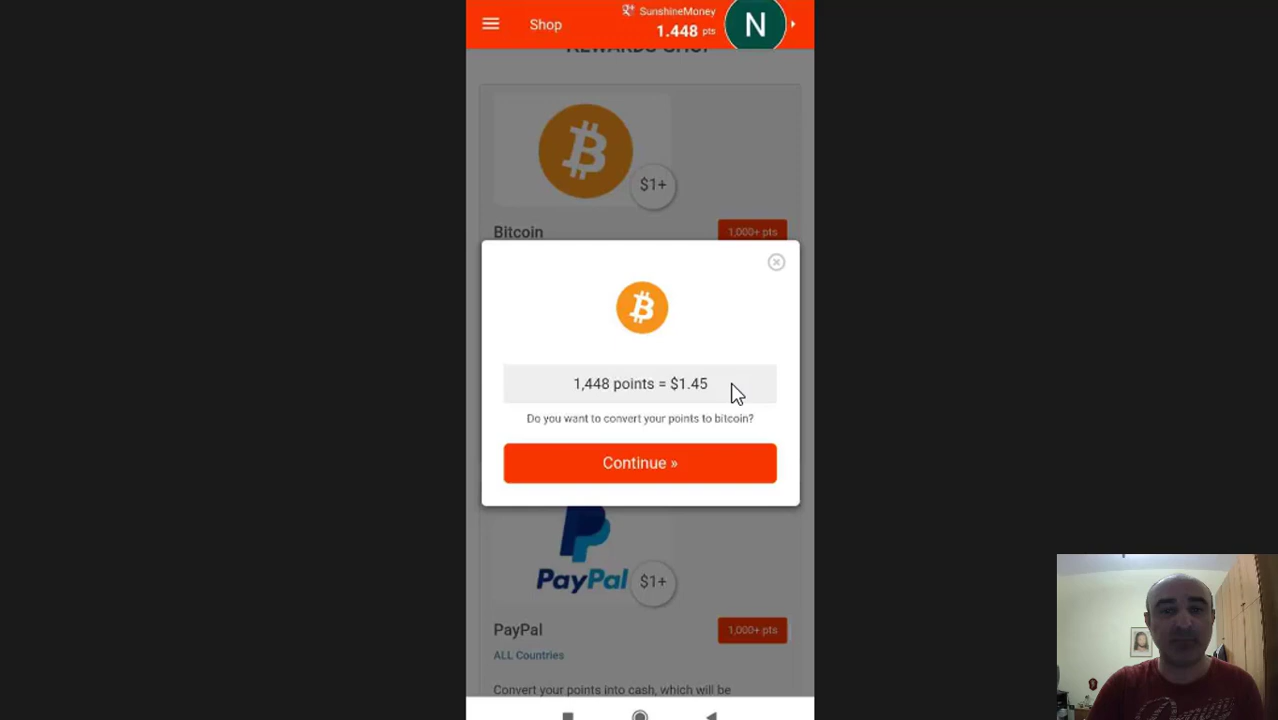 Shop
SunshineMoney
1.448 pts
N
REWARDS SHOP
$1+
Bitcoin
1,000+ pts
1,448 points = $1.45
Do you want to convert your points to bitcoin?
Continue »
PayPal
$1+
PayPal
1,000+ pts
ALL Countries
Convert your points into cash, which will be